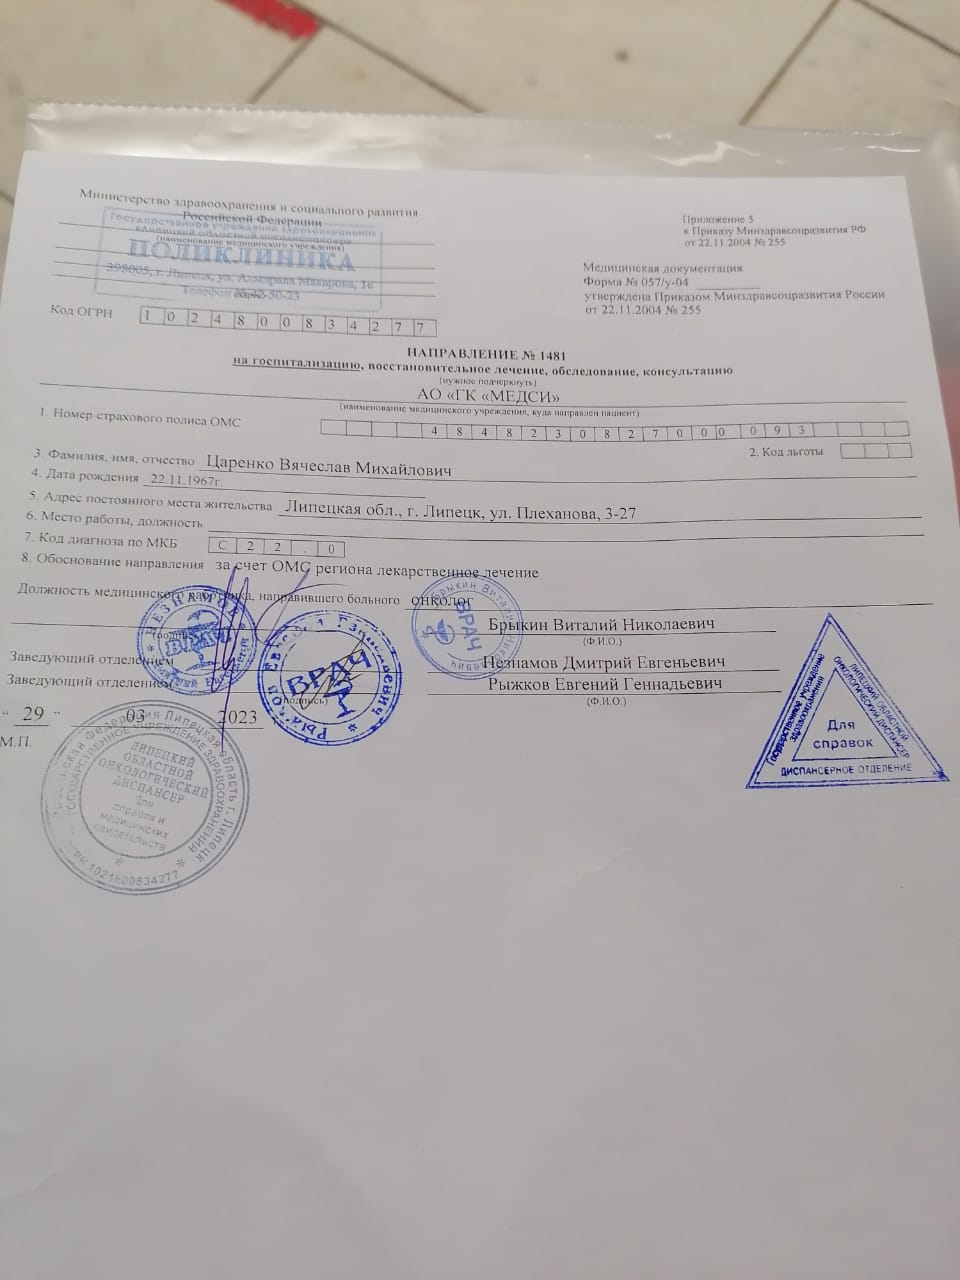 Министерство здравоохранения и социального развития
Российской Федерации
Государственное учреждение здравоохранения
«Липецкий областной онкодиспансер»
(наименование медицинского учреждения)
ПОЛИКЛИНИКА
398005, г. Липецк, ул. Адмирала Макарова, 1е
Телефон 50-23
(адрес)
Приложение 5
к Приказу Минздравсоцразвития РФ
от 22.11.2004 № 255
Медицинская документация
Форма № 057/у-04
утверждена Приказом Минздравсоцразвития России
от 22.11.2004 № 255
Код ОГРН 1 0 2 4 8 0 0 8 3 4 2 7 7
НАПРАВЛЕНИЕ № 1481
на госпитализацию, восстановительное лечение, обследование, консультацию
(нужное подчеркнуть)
АО «ГК «МЕДСИ»
(наименование медицинского учреждения, куда направлен пациент)
1. Номер страхового полиса ОМС 4 8 4 8 2 3 0 8 2 7 0 0 0 0 9 3
2. Код льготы
3. Фамилия, имя, отчество Царенко Вячеслав Михайлович
4. Дата рождения 22.11.1967г.
5. Адрес постоянного места жительства Липецкая обл., г. Липецк, ул. Плеханова, 3-27
6. Место работы, должность
7. Код диагноза по МКБ С 2 2 . 0
8. Обоснование направления за счет ОМС региона лекарственное лечение
Должность медицинского работника, направившего больного онколог
Брыкин Виталий Николаевич
(подпись) (Ф.И.О.)
Заведующий отделением Незнамов Дмитрий Евгеньевич
Заведующий отделением Рыжков Евгений Геннадьевич
(подпись) (Ф.И.О.)
“ 29 ” 03 2023
М.П.
НЕЗНАМОВ
ВРАЧ
Рыжков Евгений Геннадьевич
ВРАЧ
Брыкин Виталий Николаевич
ВРАЧ
Государственное учреждение здравоохранения
ЛИПЕЦКИЙ ОБЛАСТНОЙ ОНКОЛОГИЧЕСКИЙ ДИСПАНСЕР
Для
справок
ДИСПАНСЕРНОЕ ОТДЕЛЕНИЕ
Российская Федерация Липецкая область г. Липецк
ГОСУДАРСТВЕННОЕ УЧРЕЖДЕНИЕ ЗДРАВООХРАНЕНИЯ
ЛИПЕЦКИЙ
ОБЛАСТНОЙ
ОНКОЛОГИЧЕСКИЙ
ДИСПАНСЕР
Для
справок и
медицинских
свидетельств
ОГРН 1024800834277